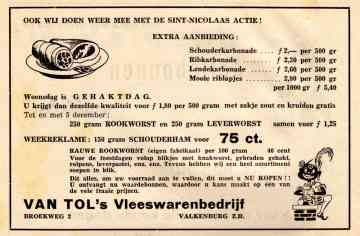 OOK WIJ DOEN WEER MEE MET DE SINT-NICOLAAS ACTIE !
EXTRA AANBIEDING :
Schouderkarbonade ..... ƒ 2,— per 500 gr
Ribkarbonade ..... ƒ 2,20 per 500 gr
Lendekarbonade ..... ƒ 2,60 per 500 gr
Mooie riblapjes ..... 2,80 per 500 gr
per 1000 gr ƒ 5,40
Woensdag is GEHAKTDAG.
U krijgt dan dezelfde kwaliteit voor ƒ 1,80 per 500 gram met zakje zout en kruiden gratis
Tot en met 5 december :
250 gram ROOKWORST en 250 gram LEVERWORST samen voor ƒ 1,25
WEEKRECLAME : 150 gram SCHOUDERHAM voor 75 ct.
RAUWE ROOKWORST (eigen fabrikaat) per 100 gram 46 cent
Voor de feestdagen volop blikjes met knakworst, gebraden gehakt,
rolpens, leverpastei, enz. enz. Tevens hebben wij een heel assortiment
soepen in blik.
Dit alles, om uw voorraad aan te vullen, dit moet u NU KOPEN !!
U ontvangt nu waardebonnen, waardoor u kans maakt op een van
de vele fraaie prijzen.
VAN TOL's Vleeswarenbedrijf
BROEKWEG 2 VALKENBURG Z.H.